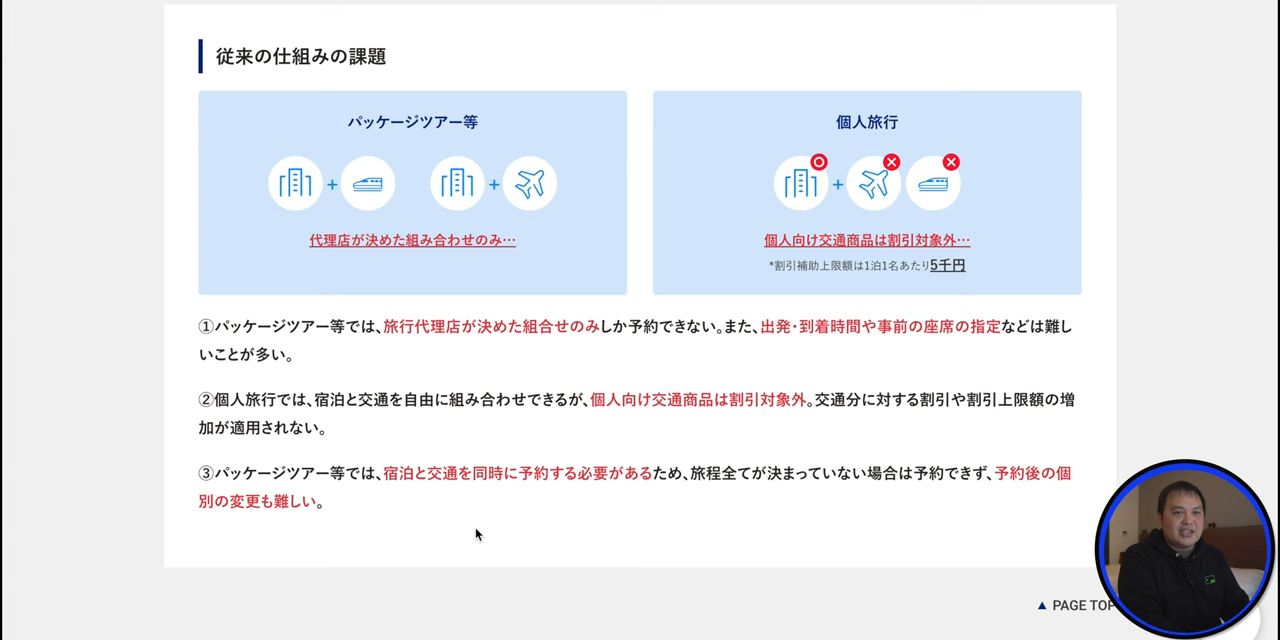 従来の仕組みの課題
パッケージツアー等
代理店が決めた組み合わせのみ…
個人旅行
個人向け交通商品は割引対象外…
*割引補助上限額は1泊1名あたり5千円
①パッケージツアー等では、旅行代理店が決めた組合せのみしか予約できない。また、出発・到着時間や事前の座席の指定などは難し
いことが多い。
②個人旅行では、宿泊と交通を自由に組み合わせできるが、個人向け交通商品は割引対象外。交通分に対する割引や割引上限額の増
加が適用されない。
③パッケージツアー等では、宿泊と交通を同時に予約する必要があるため、旅程全てが決まっていない場合は予約できず、予約後の個
別の変更も難しい。
▲ PAGE TOP